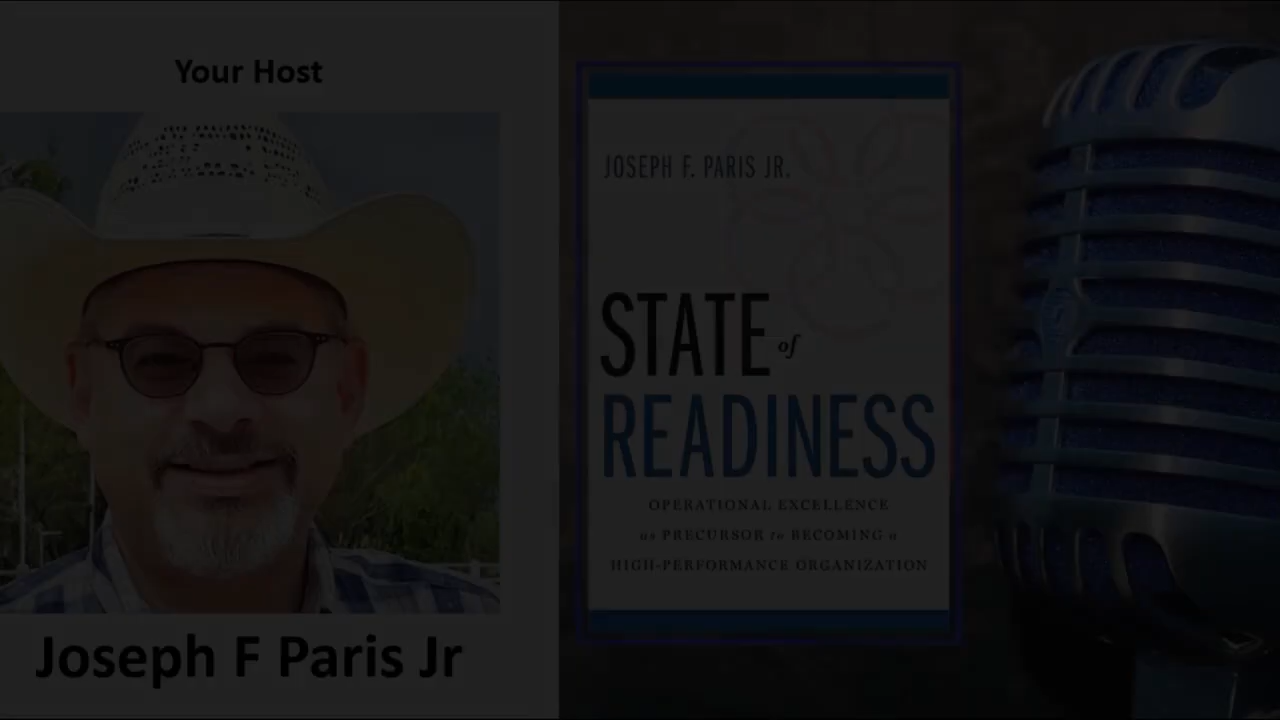 Your Host
Joseph F Paris Jr
JOSEPH F. PARIS JR.
STATE of
READINESS
OPERATIONAL EXCELLENCE
as PRECURSOR to BECOMING a
HIGH-PERFORMANCE ORGANIZATION